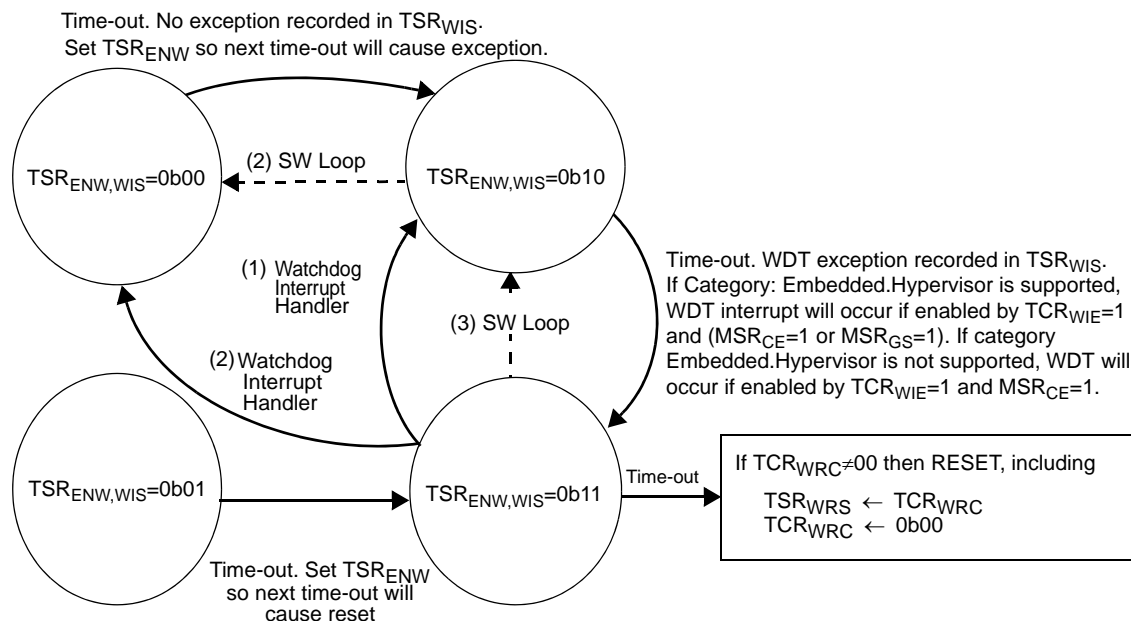 Time-out. No exception recorded in TSRWIS.
Set TSRENW so next time-out will cause exception.
TSRENW,WIS=0b00
(2) SW Loop
TSRENW,WIS=0b10
(1) Watchdog
Interrupt
Handler
(3) SW Loop
Time-out. WDT exception recorded in TSRWIS.
If Category: Embedded.Hypervisor is supported,
WDT interrupt will occur if enabled by TCRWIE=1
and (MSRCE=1 or MSRGS=1). If category
Embedded.Hypervisor is not supported, WDT will
occur if enabled by TCRWIE=1 and MSRCE=1.
(2) Watchdog
Interrupt
Handler
TSRENW,WIS=0b01
TSRENW,WIS=0b11
Time-out
If TCRWRC≠00 then RESET, including
TSRWRS ← TCRWRC
TCRWRC ← 0b00
Time-out. Set TSRENW
so next time-out will
cause reset